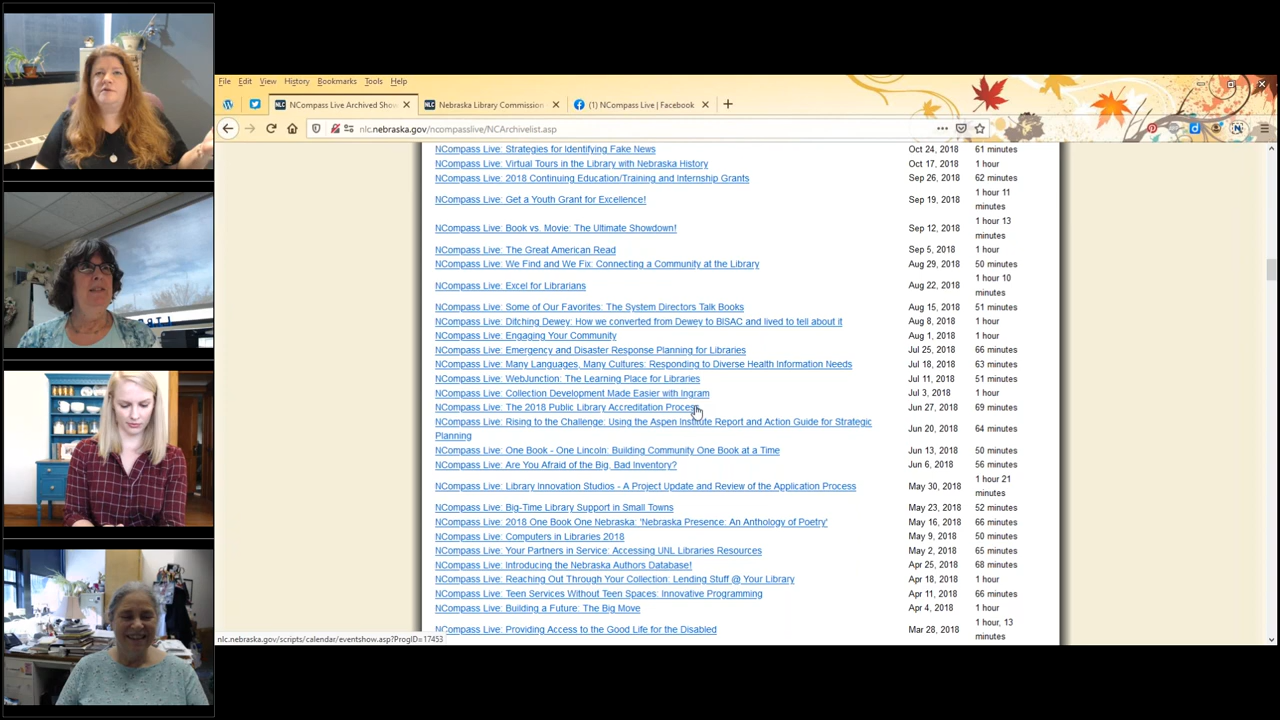 File Edit View History Bookmarks Tools Help
NLC NCompass Live Archived Show NLC Nebraska Library Commission (1) NCompass Live | Facebook
nlc.nebraska.gov/ncompasslive/NCArchivelist.asp
NCompass Live: Strategies for Identifying Fake News Oct 24, 2018 61 minutes
NCompass Live: Virtual Tours in the Library with Nebraska History Oct 17, 2018 1 hour
NCompass Live: 2018 Continuing Education/Training and Internship Grants Sep 26, 2018 62 minutes
NCompass Live: Get a Youth Grant for Excellence! Sep 19, 2018 1 hour 11
minutes
NCompass Live: Book vs. Movie: The Ultimate Showdown! Sep 12, 2018 1 hour 13
minutes
NCompass Live: The Great American Read Sep 5, 2018 1 hour
NCompass Live: We Find and We Fix: Connecting a Community at the Library Aug 29, 2018 50 minutes
NCompass Live: Excel for Librarians Aug 22, 2018 1 hour 10
minutes
NCompass Live: Some of Our Favorites: The System Directors Talk Books Aug 15, 2018 51 minutes
NCompass Live: Ditching Dewey: How we converted from Dewey to BISAC and lived to tell about it Aug 8, 2018 1 hour
NCompass Live: Engaging Your Community Aug 1, 2018 1 hour
NCompass Live: Emergency and Disaster Response Planning for Libraries Jul 25, 2018 66 minutes
NCompass Live: Many Languages, Many Cultures: Responding to Diverse Health Information Needs Jul 18, 2018 63 minutes
NCompass Live: WebJunction: The Learning Place for Libraries Jul 11, 2018 51 minutes
NCompass Live: Collection Development Made Easier with Ingram Jul 3, 2018 1 hour
NCompass Live: The 2018 Public Library Accreditation Process Jun 27, 2018 69 minutes
NCompass Live: Rising to the Challenge: Using the Aspen Institute Report and Action Guide for Strategic
Planning Jun 20, 2018 64 minutes
NCompass Live: One Book - One Lincoln: Building Community One Book at a Time Jun 13, 2018 50 minutes
NCompass Live: Are You Afraid of the Big, Bad Inventory? Jun 6, 2018 56 minutes
NCompass Live: Library Innovation Studios - A Project Update and Review of the Application Process May 30, 2018 1 hour 21
minutes
NCompass Live: Big-Time Library Support in Small Towns May 23, 2018 52 minutes
NCompass Live: 2018 One Book One Nebraska: 'Nebraska Presence: An Anthology of Poetry' May 16, 2018 66 minutes
NCompass Live: Computers in Libraries 2018 May 9, 2018 50 minutes
NCompass Live: Your Partners in Service: Accessing UNL Libraries Resources May 2, 2018 65 minutes
NCompass Live: Introducing the Nebraska Authors Database! Apr 25, 2018 68 minutes
NCompass Live: Reaching Out Through Your Collection: Lending Stuff @ Your Library Apr 18, 2018 1 hour
NCompass Live: Teen Services Without Teen Spaces: Innovative Programming Apr 11, 2018 66 minutes
NCompass Live: Building a Future: The Big Move Apr 4, 2018 1 hour
NCompass Live: Providing Access to the Good Life for the Disabled Mar 28, 2018 1 hour, 13
minutes
nlc.nebraska.gov/scripts/calendar/eventshow.asp?ProgID=17453